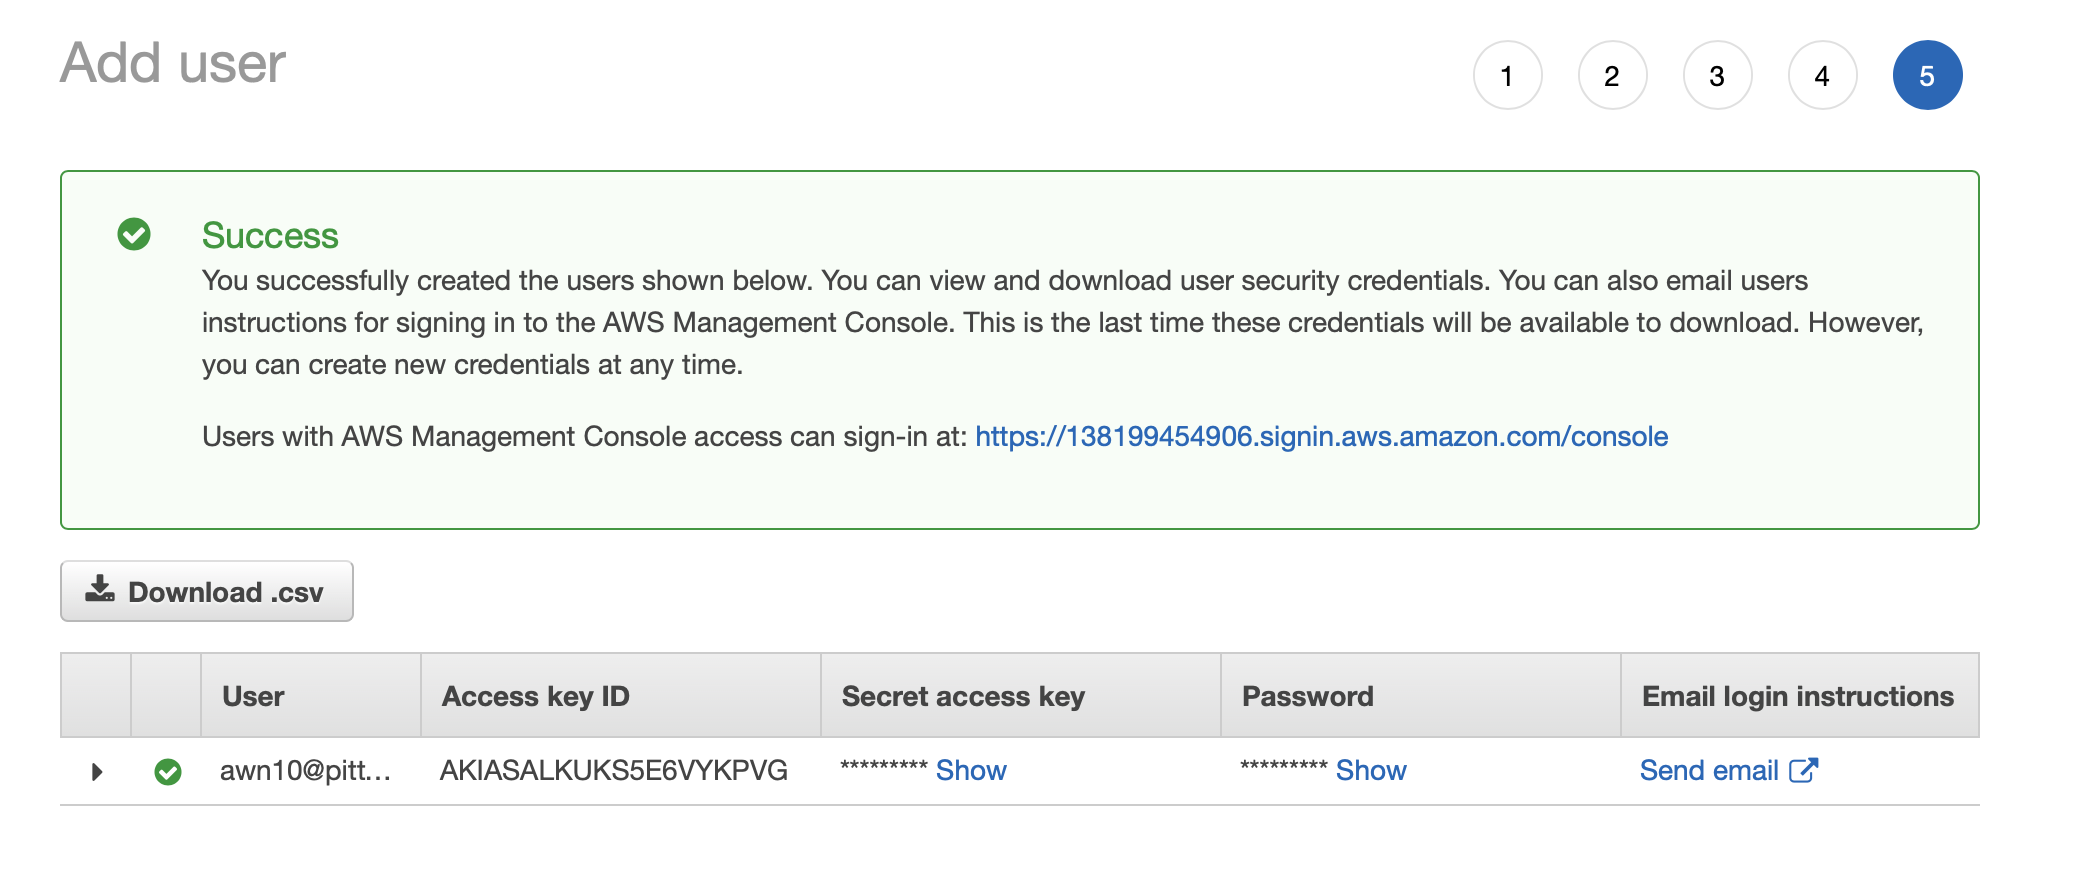 Add user
1 2 3 4 5
Success
You successfully created the users shown below. You can view and download user security credentials. You can also email users
instructions for signing in to the AWS Management Console. This is the last time these credentials will be available to download. However,
you can create new credentials at any time.
Users with AWS Management Console access can sign-in at: https://138199454906.signin.aws.amazon.com/console
Download .csv
User Access key ID Secret access key Password Email login instructions
awn10@pitt... AKIASALKUKS5E6VYKPVG ********* Show ********* Show Send email